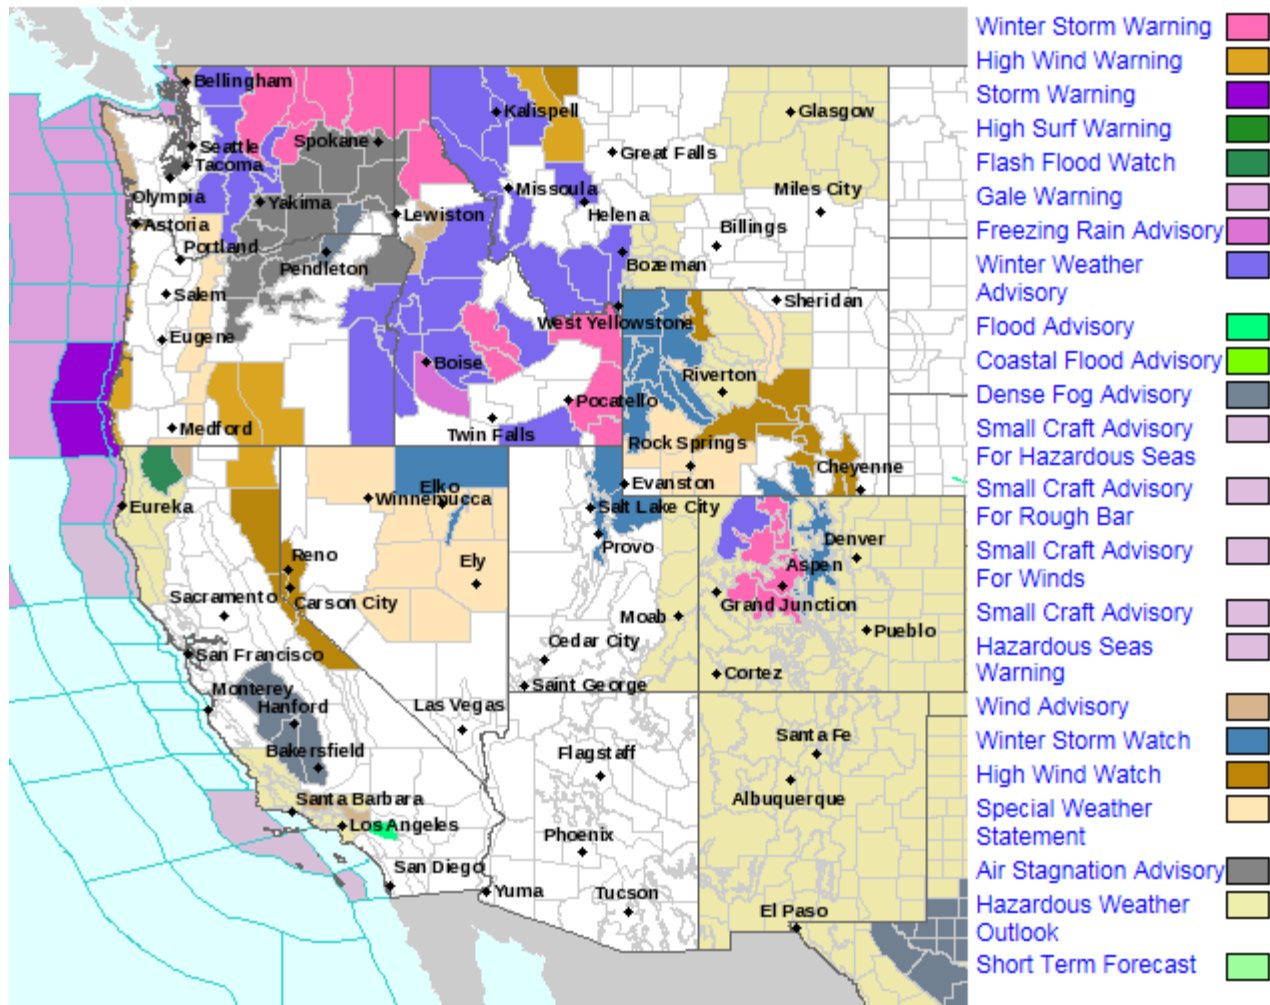 Winter Storm Warning
High Wind Warning
Storm Warning
High Surf Warning
Flash Flood Watch
Gale Warning
Freezing Rain Advisory
Winter Weather
Advisory
Flood Advisory
Coastal Flood Advisory
Dense Fog Advisory
Small Craft Advisory
For Hazardous Seas
Small Craft Advisory
For Rough Bar
Small Craft Advisory
For Winds
Small Craft Advisory
Hazardous Seas
Warning
Wind Advisory
Winter Storm Watch
High Wind Watch
Special Weather
Statement
Air Stagnation Advisory
Hazardous Weather
Outlook
Short Term Forecast
Bellingham
Seattle
Tacoma
Olympia
Spokane
Yakima
Astoria
Portland
Pendleton
Lewiston
Salem
Eugene
Medford
Kalispell
Missoula
Helena
Great Falls
Glasgow
Miles City
Billings
Bozeman
West Yellowstone
Sheridan
Boise
Pocatello
Twin Falls
Riverton
Rock Springs
Cheyenne
Evanston
Eureka
Winnemucca
Elko
Ely
Reno
Carson City
Sacramento
San Francisco
Monterey
Hanford
Bakersfield
Las Vegas
Salt Lake City
Provo
Moab
Cedar City
Saint George
Denver
Aspen
Grand Junction
Pueblo
Cortez
Santa Barbara
Los Angeles
San Diego
Flagstaff
Phoenix
Yuma
Tucson
Santa Fe
Albuquerque
El Paso